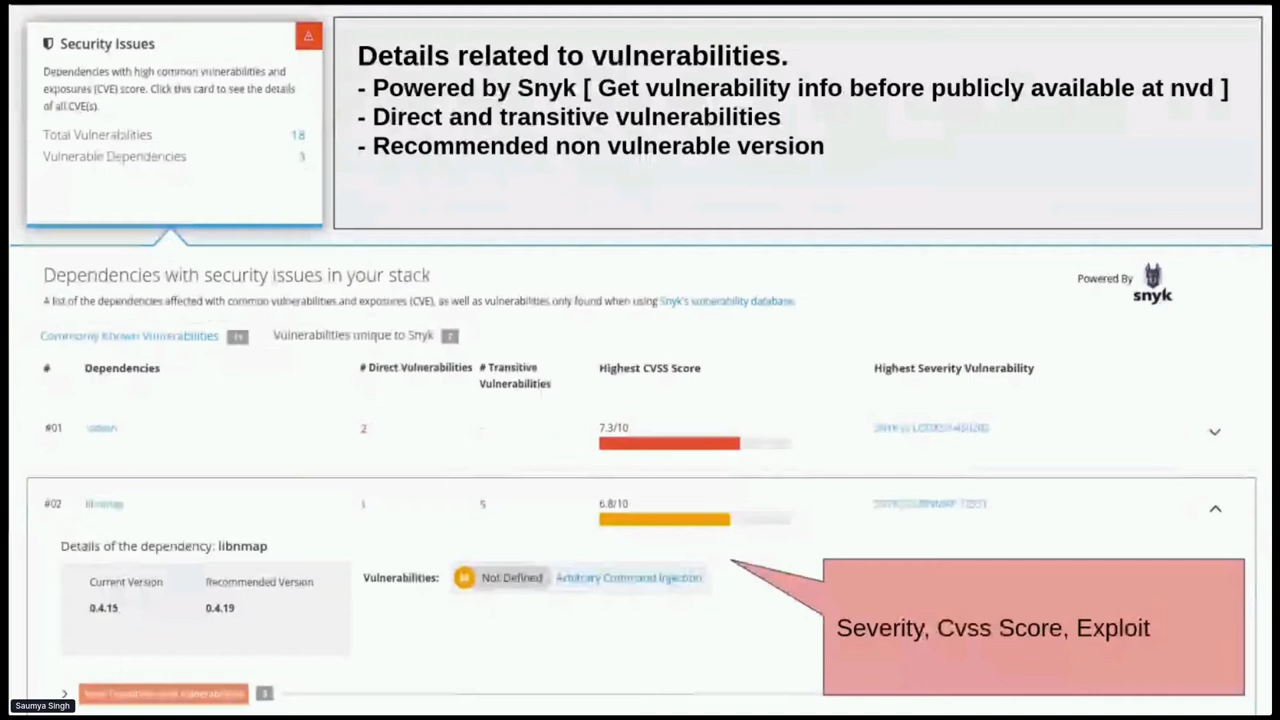 Security Issues
Dependencies with high common vulnerabilities and
exposures (CVE) score. Click this card to see the details
of all CVE(s).
Total Vulnerabilities 18
Vulnerable Dependencies 3
Details related to vulnerabilities.
- Powered by Snyk [ Get vulnerability info before publicly available at nvd ]
- Direct and transitive vulnerabilities
- Recommended non vulnerable version
Dependencies with security issues in your stack
A list of the dependencies affected with common vulnerabilities and exposures (CVE), as well as vulnerabilities only found when using Snyk's vulnerability database.
Powered By
snyk
Commonly Known Vulnerabilities
Vulnerabilities unique to Snyk
# Dependencies # Direct Vulnerabilities # Transitive Vulnerabilities Highest CVSS Score Highest Severity Vulnerability
#01 2 - 7.3/10
#02 libnmap 1 5 6.8/10
Details of the dependency: libnmap
Current Version Recommended Version
0.4.15 0.4.19
Vulnerabilities: M Not Defined Arbitrary Command Injection
Severity, Cvss Score, Exploit
Saumya Singh